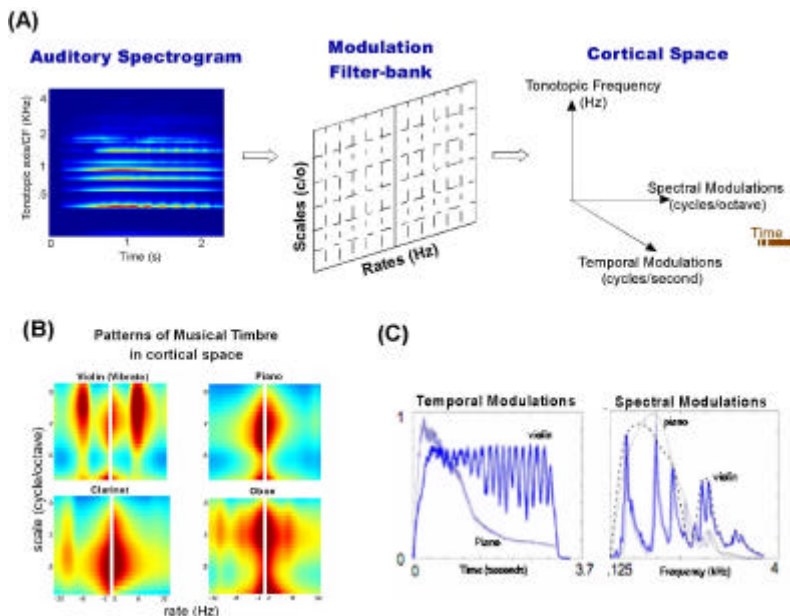 (A)
Auditory Spectrogram
Modulation
Filter-bank
Cortical Space
Tonotopic axis/CF (KHz)
4
2
1
.5
0
1
2
Time (s)
Scales (c/o)
Rates (Hz)
Tonotopic Frequency
(Hz)
Spectral Modulations
(cycles/octave)
Time
Temporal Modulations
(cycles/second)
(B)
Patterns of Musical Timbre
in cortical space
Violin (Vibrato)
Piano
Clarinet
Oboe
scale (cycle/octave)
rate (Hz)
(C)
Temporal Modulations
Spectral Modulations
1
violin
Piano
0
0
Time (seconds)
3.7
piano
violin
.125
Frequency (kHz)
4